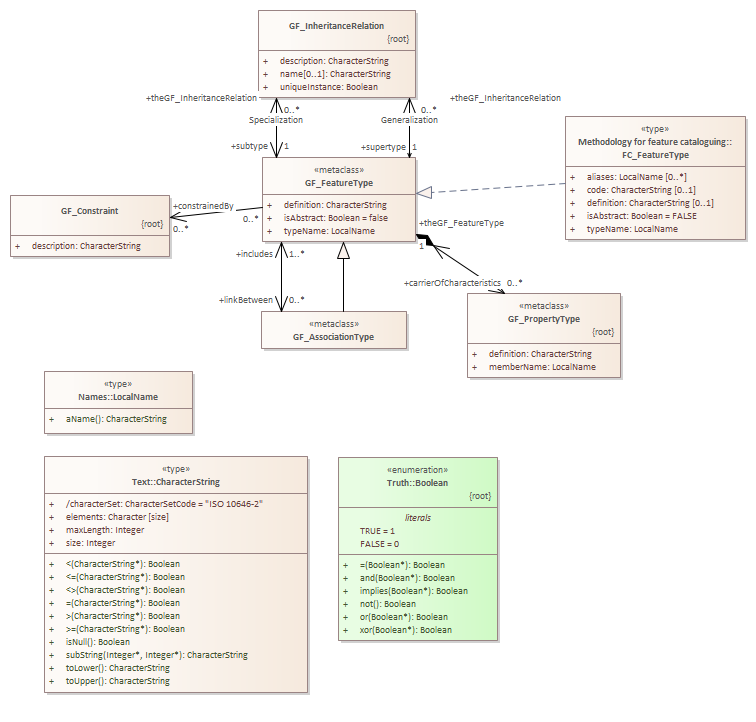 GF_InheritanceRelation
{root}
+ description: CharacterString
+ name[0..1]: CharacterString
+ uniqueInstance: Boolean
+theGF_InheritanceRelation
0..*
Specialization
+subtype
1
+theGF_InheritanceRelation
0..*
Generalization
+supertype
1
«type»
Methodology for feature cataloguing::
FC_FeatureType
+ aliases: LocalName [0..*]
+ code: CharacterString [0..1]
+ definition: CharacterString [0..1]
+ isAbstract: Boolean = FALSE
+ typeName: LocalName
«metaclass»
GF_FeatureType
+ definition: CharacterString
+ isAbstract: Boolean = false
+ typeName: LocalName
GF_Constraint
{root}
+ description: CharacterString
+constrainedBy
0..*
0..*
+theGF_FeatureType
1
+carrierOfCharacteristics
0..*
+includes
1..*
+linkBetween
0..*
«metaclass»
GF_AssociationType
«metaclass»
GF_PropertyType
{root}
+ definition: CharacterString
+ memberName: LocalName
«type»
Names::LocalName
+ aName(): CharacterString
«type»
Text::CharacterString
+ /characterSet: CharacterSetCode = "ISO 10646-2"
+ elements: Character [size]
+ maxLength: Integer
+ size: Integer
+ <(CharacterString*): Boolean
+ <=(CharacterString*): Boolean
+ <>(CharacterString*): Boolean
+ =(CharacterString*): Boolean
+ >(CharacterString*): Boolean
+ >=(CharacterString*): Boolean
+ isNull(): Boolean
+ subString(Integer*, Integer*): CharacterString
+ toLower(): CharacterString
+ toUpper(): CharacterString
«enumeration»
Truth::Boolean
{root}
literals
TRUE = 1
FALSE = 0
+ =(Boolean*): Boolean
+ and(Boolean*): Boolean
+ implies(Boolean*): Boolean
+ not(): Boolean
+ or(Boolean*): Boolean
+ xor(Boolean*): Boolean